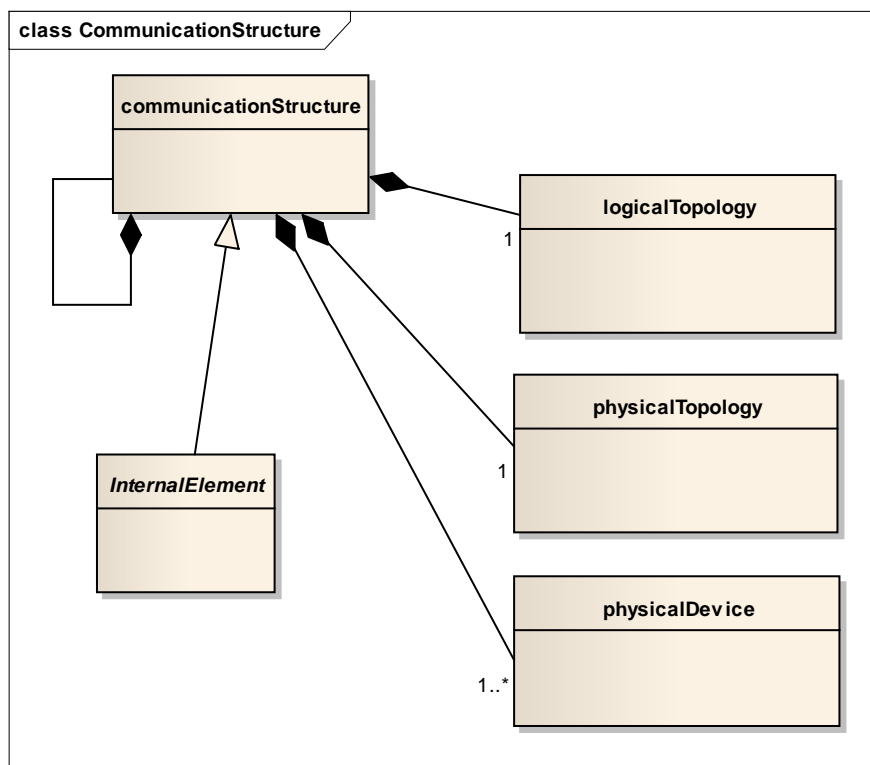 class CommunicationStructure
communicationStructure
logicalTopology
1
physicalTopology
1
InternalElement
physicalDevice
1..*